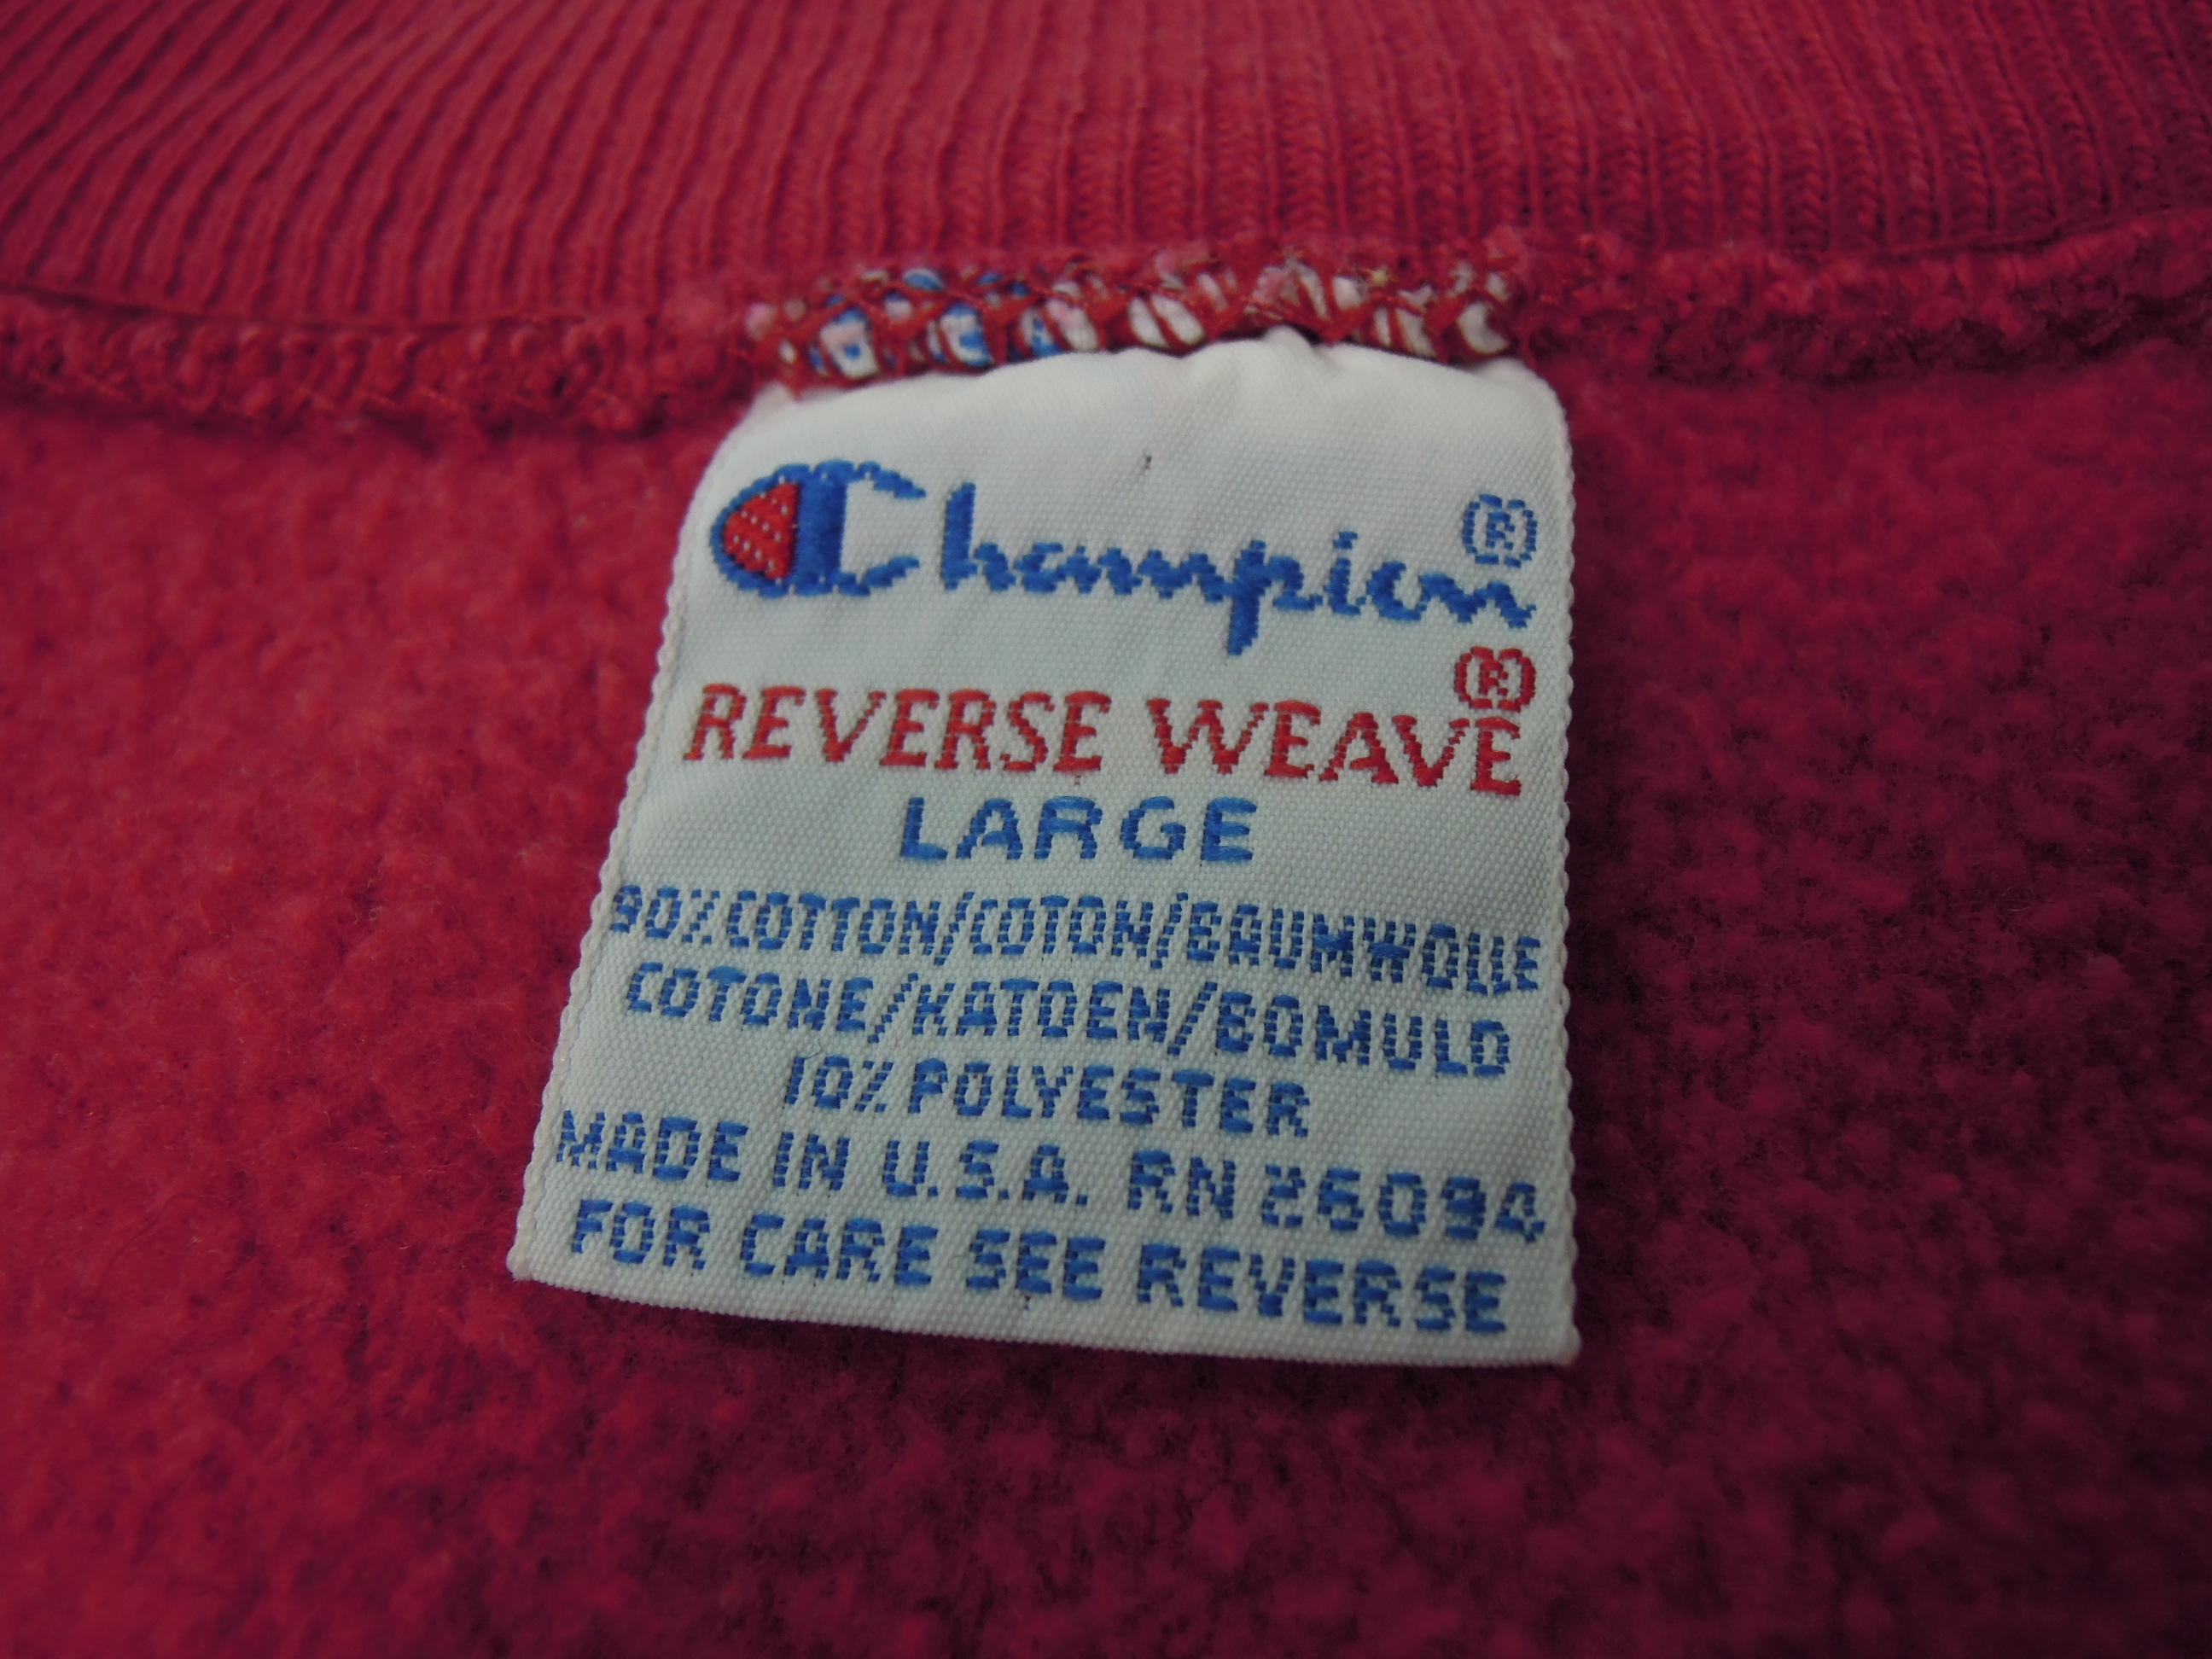 Champion®
REVERSE WEAVE®
LARGE
90% COTTON/COTON/BAUMWOLLE
COTONE/KATOEN/BOMULD
10% POLYESTER
MADE IN U.S.A. RN 26094
FOR CARE SEE REVERSE